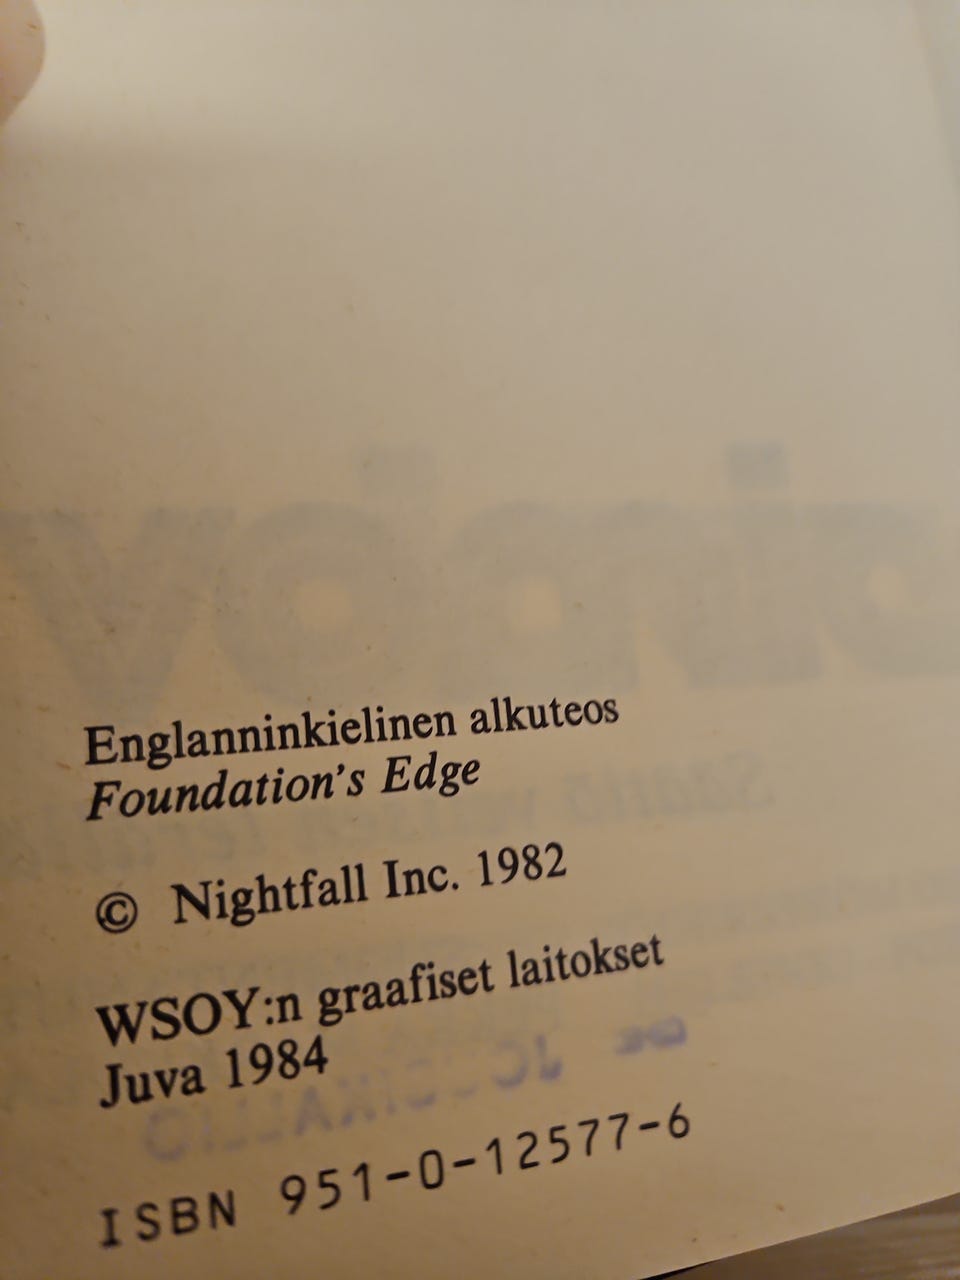 Englanninkielinen alkuteos
Foundation's Edge
© Nightfall Inc. 1982
WSOY:n graafiset laitokset
Juva 1984
ISBN 951-0-12577-6